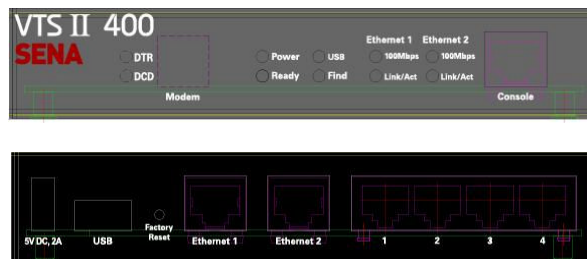 VTS II 400
SENA
Ethernet 1 Ethernet 2
DTR Power USB 100Mbps 100Mbps
DCD Ready Find Link/Act Link/Act
Modem Console
5V DC, 2A USB Factory Reset Ethernet 1 Ethernet 2 1 2 3 4